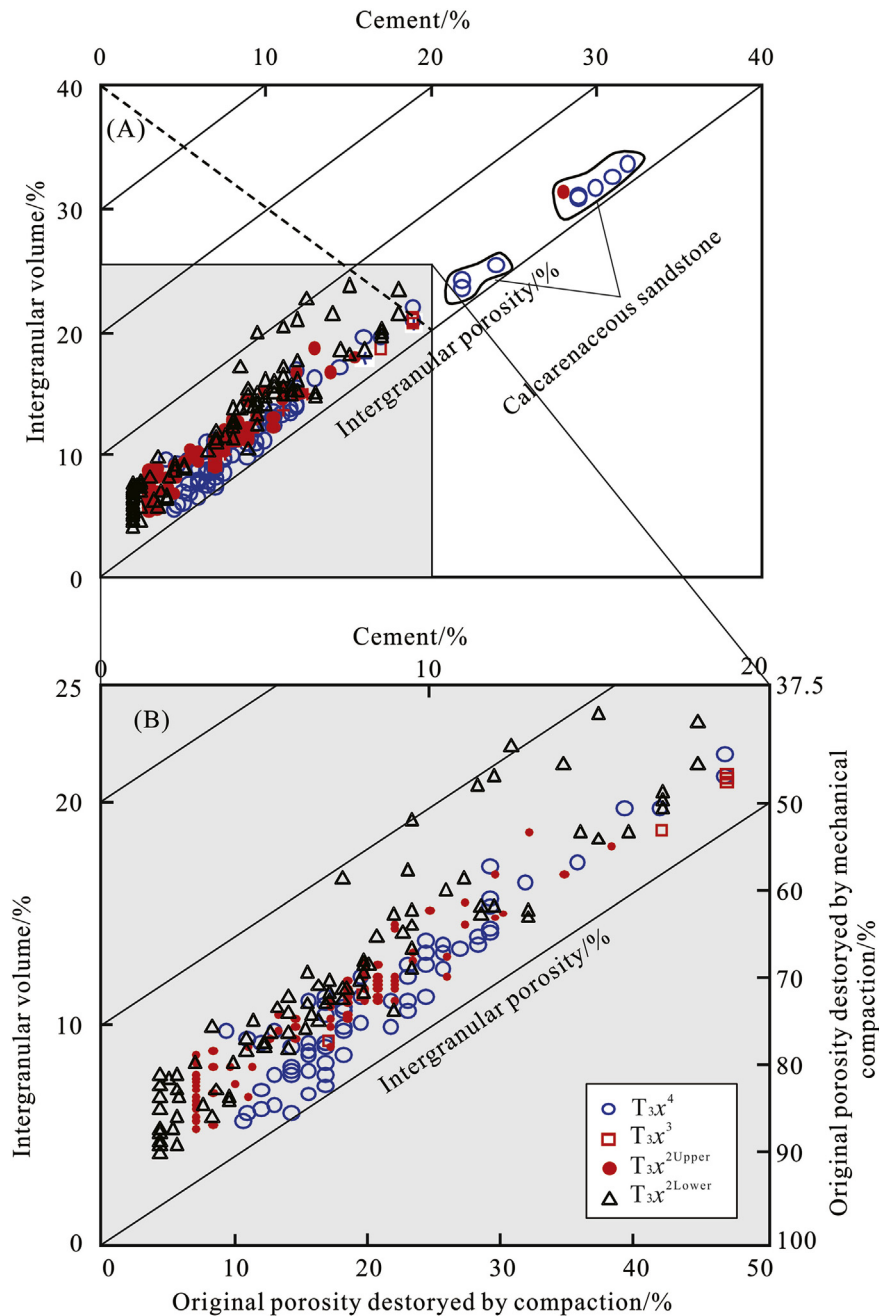 Cement/%
0 10 20 30 40
40
(A)
30
20
10
0
Intergranular volume/%
Intergranular porosity/%
Calcarenaceous sandstone
Cement/%
0 10 20
25
(B)
20
10
0
Intergranular volume/%
37.5
50
60
70
80
90
100
Original porosity destoryed by mechanical
compaction/%
Intergranular porosity/%
T₃x⁴
T₃x³
T₃x²ᵁᵖᵖᵉʳ
T₃x²ᴸᵒʷᵉʳ
0 10 20 30 40 50
Original porosity destoryed by compaction/%